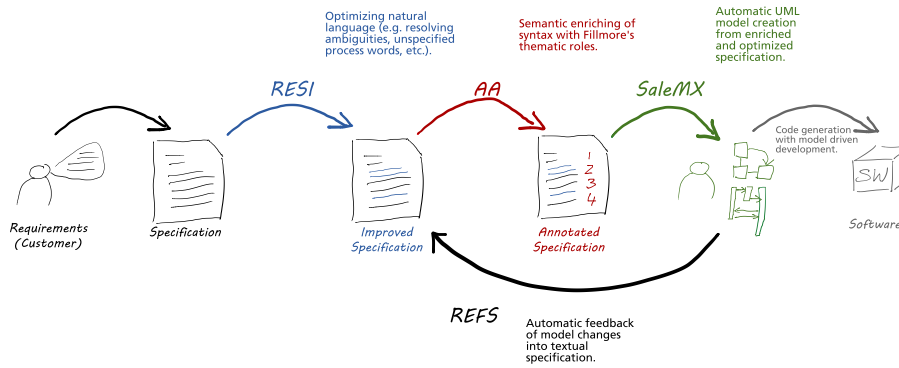 Optimizing natural
language (e.g. resolving
ambiguities, unspecified
process words, etc.).
Semantic enriching of
syntax with Fillmore's
thematic roles.
Automatic UML
model creation
from enriched
and optimized
specification.
RESI
AA
SaleMX
Code generation
with model driven
development.
1
2
3
4
SW
Requirements
(Customer)
Specification
Improved
Specification
Annotated
Specification
Software
REFS
Automatic feedback
of model changes
into textual
specification.